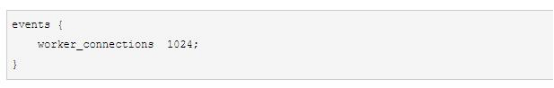 events {
    worker_connections  1024;
}